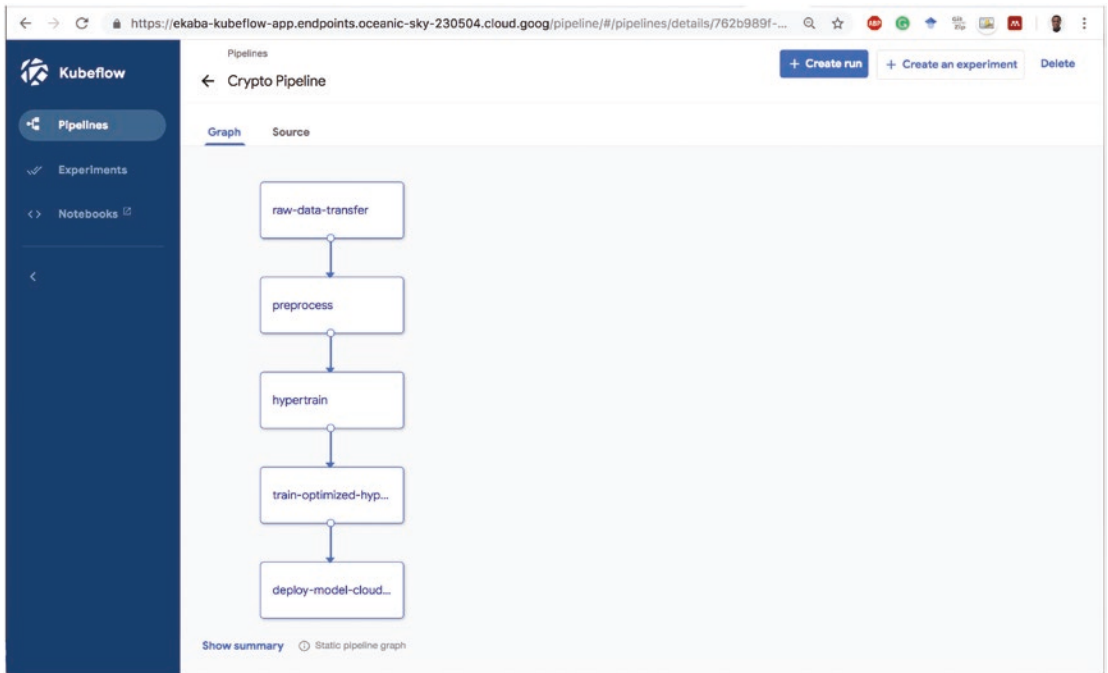 https://ekaba-kubeflow-app.endpoints.oceanic-sky-230504.cloud.goog/pipeline/#/pipelines/details/762b989f-...
Kubeflow
Pipelines
Experiments
Notebooks
Pipelines
Crypto Pipeline
+ Create run
+ Create an experiment
Delete
Graph
Source
raw-data-transfer
preprocess
hypertrain
train-optimized-hyp...
deploy-model-cloud...
Show summary
Static pipeline graph